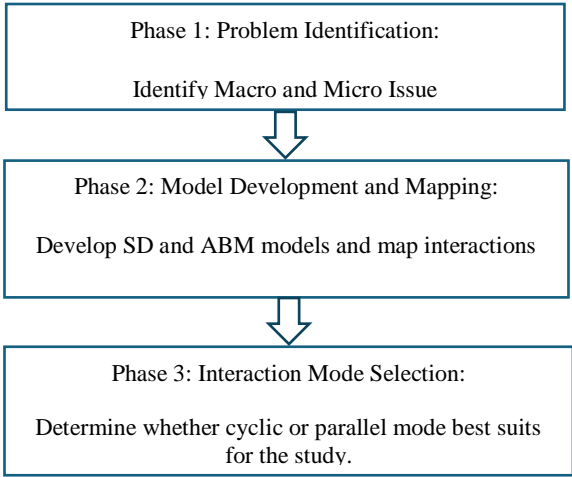 Phase 1: Problem Identification:
Identify Macro and Micro Issue
Phase 2: Model Development and Mapping:
Develop SD and ABM models and map interactions
Phase 3: Interaction Mode Selection:
Determine whether cyclic or parallel mode best suits
for the study.